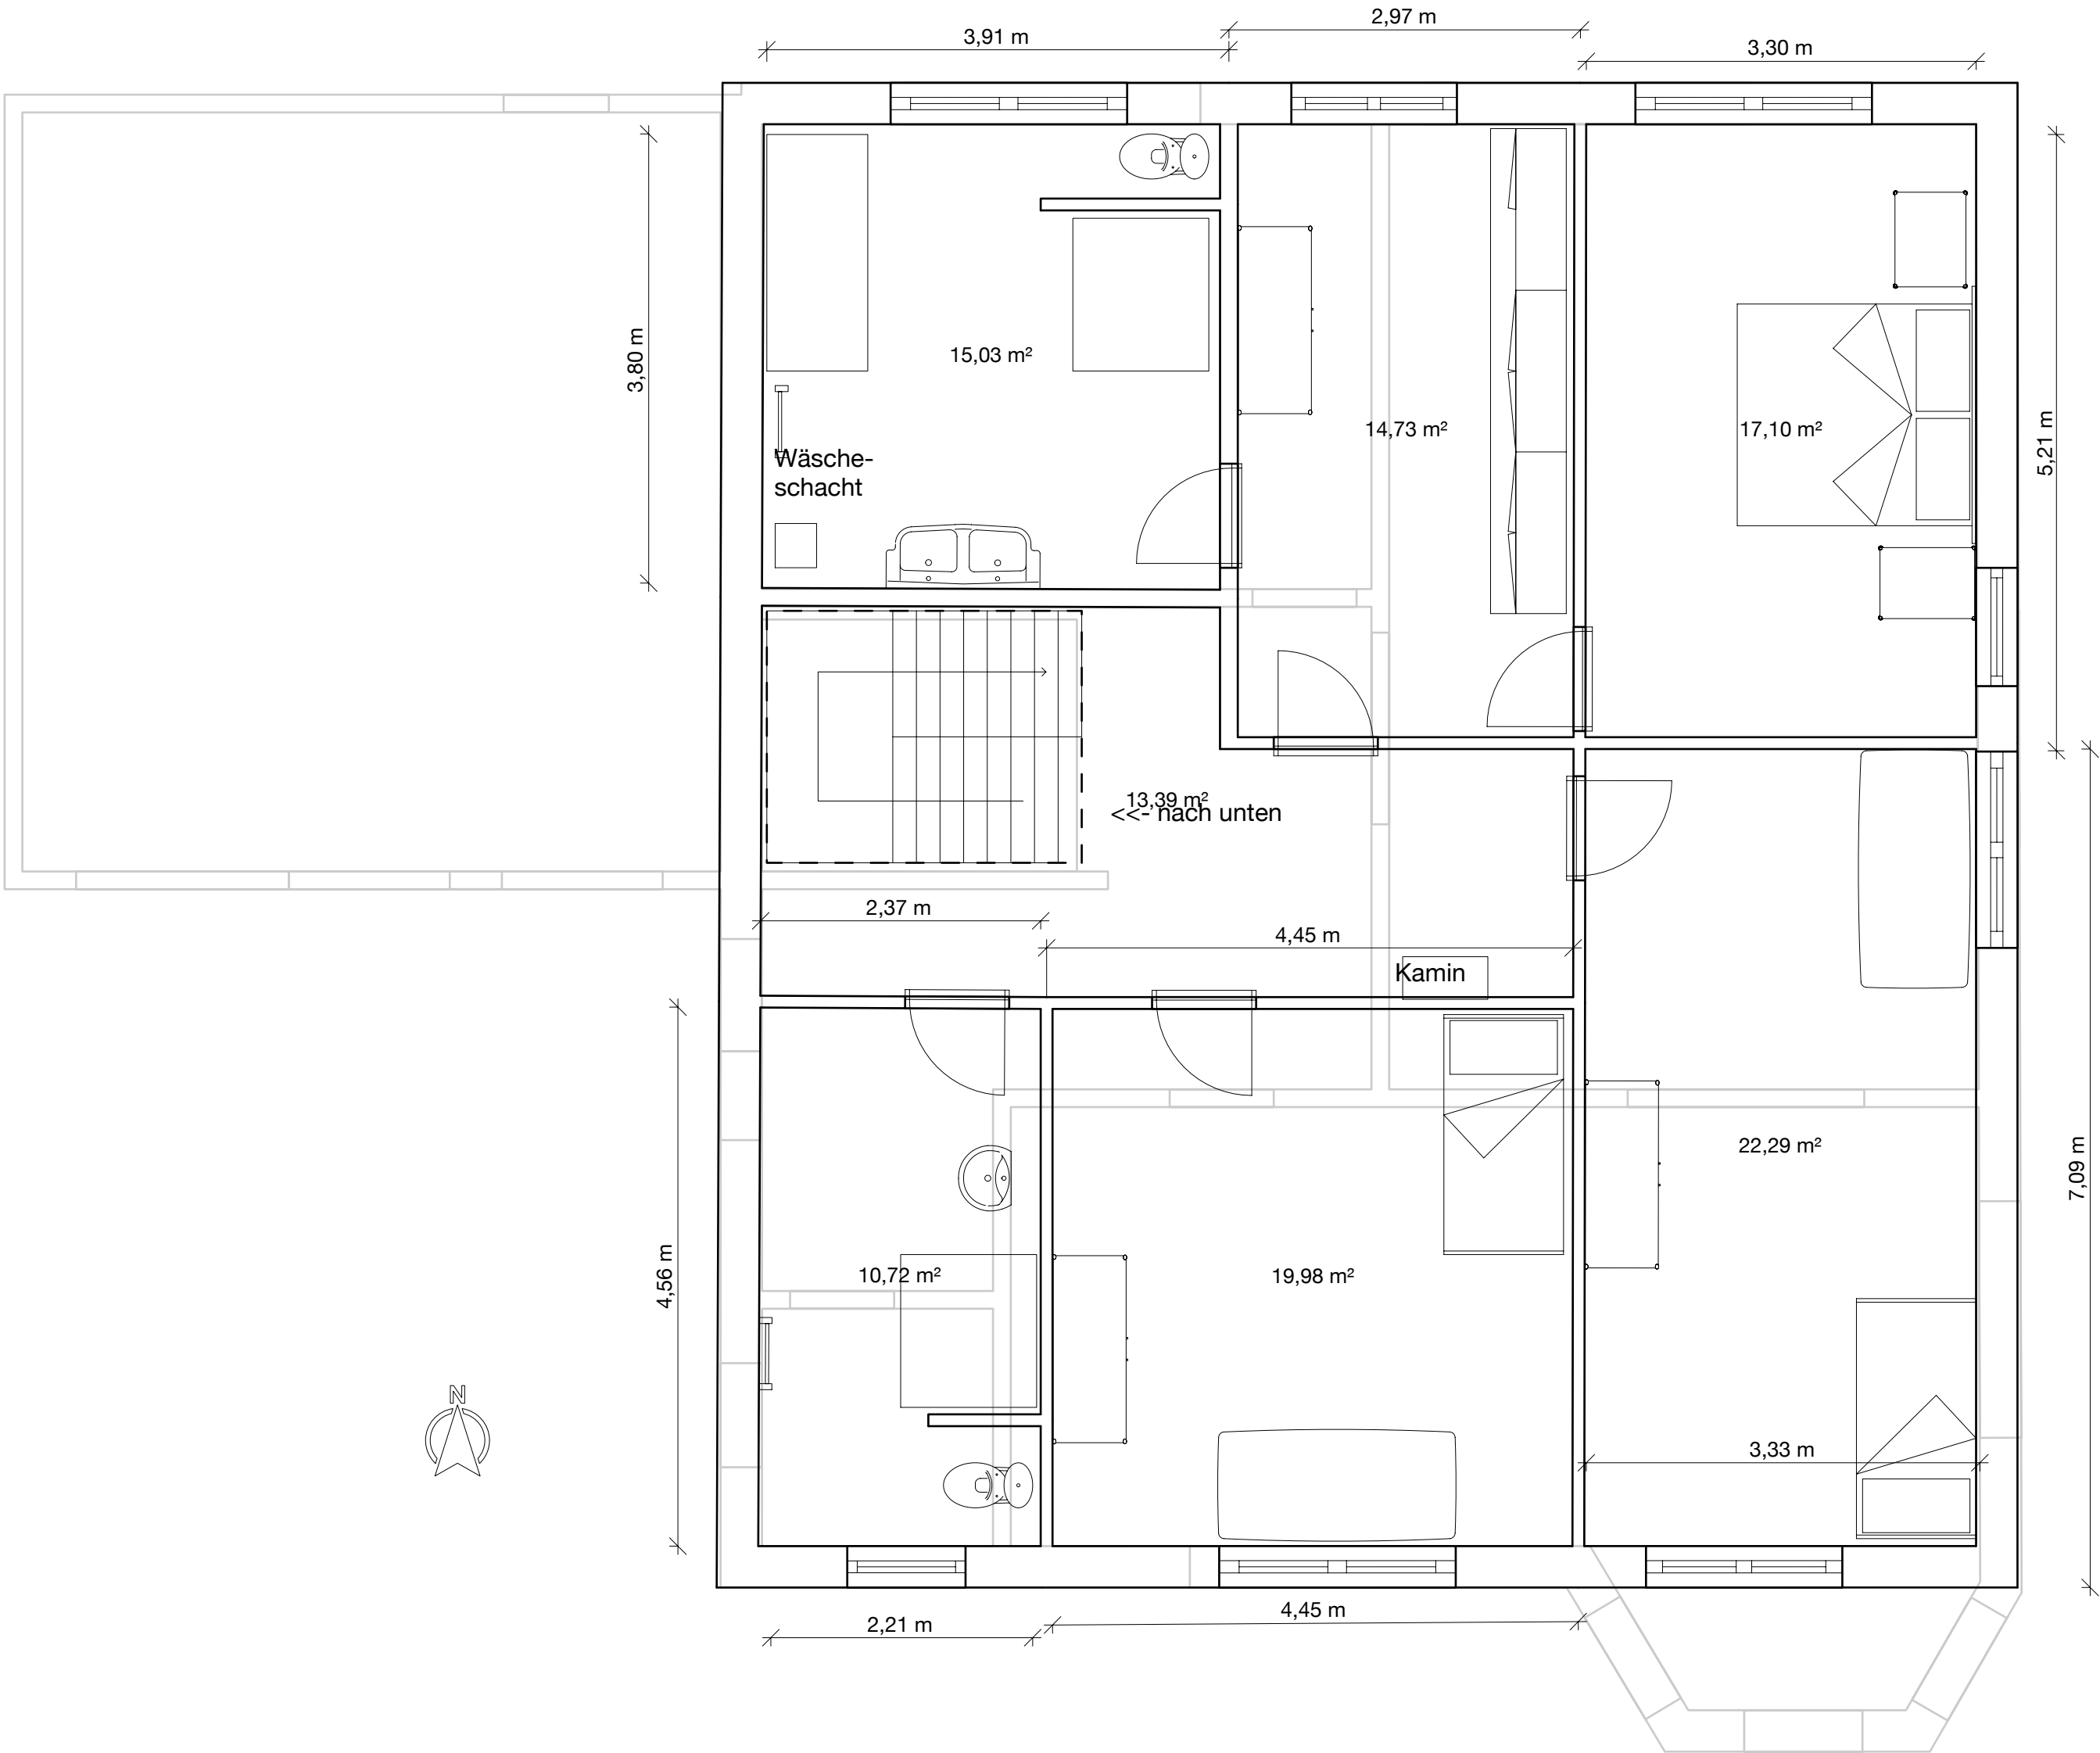 2,97 m
3,91 m
3,30 m
3,80 m
15,03 m²
14,73 m²
17,10 m²
5,21 m
Wäsche-
schacht
13,39 m²
<<- nach unten
2,37 m
4,45 m
Kamin
22,29 m²
7,09 m
4,56 m
10,72 m²
19,98 m²
N
3,33 m
4,45 m
2,21 m